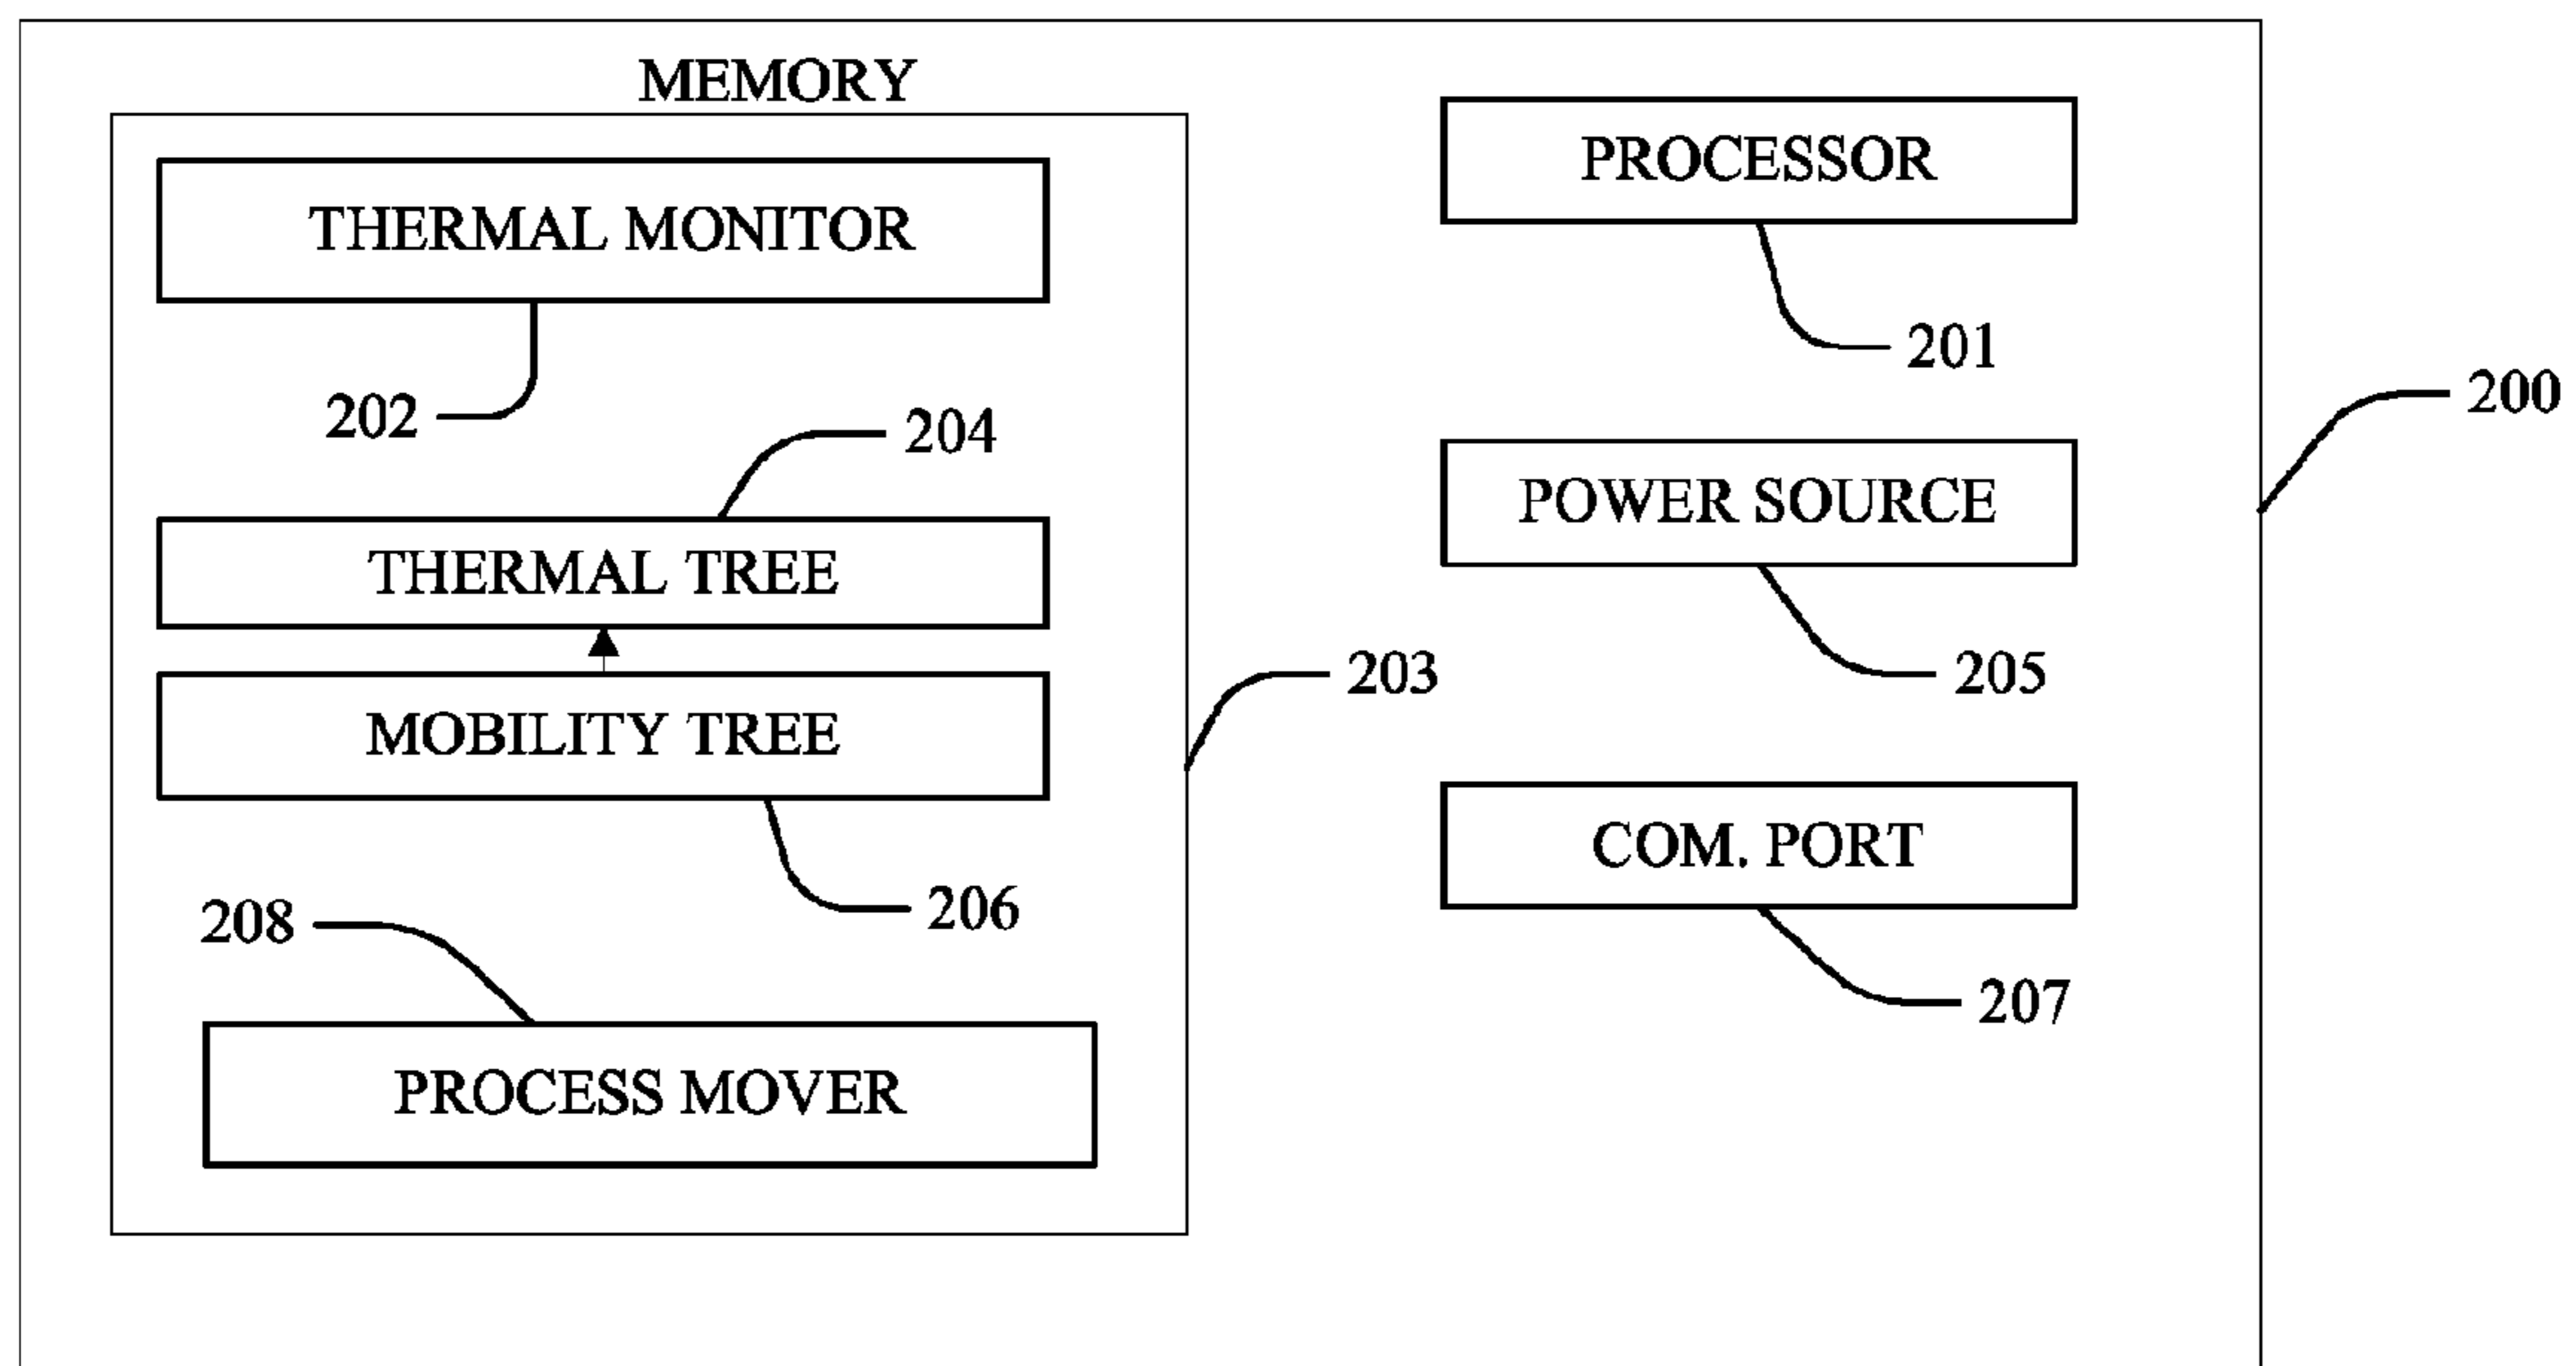 MEMORY
THERMAL MONITOR
202
204
THERMAL TREE
MOBILITY TREE
206
208
PROCESS MOVER
203
PROCESSOR
201
POWER SOURCE
205
COM. PORT
207
200